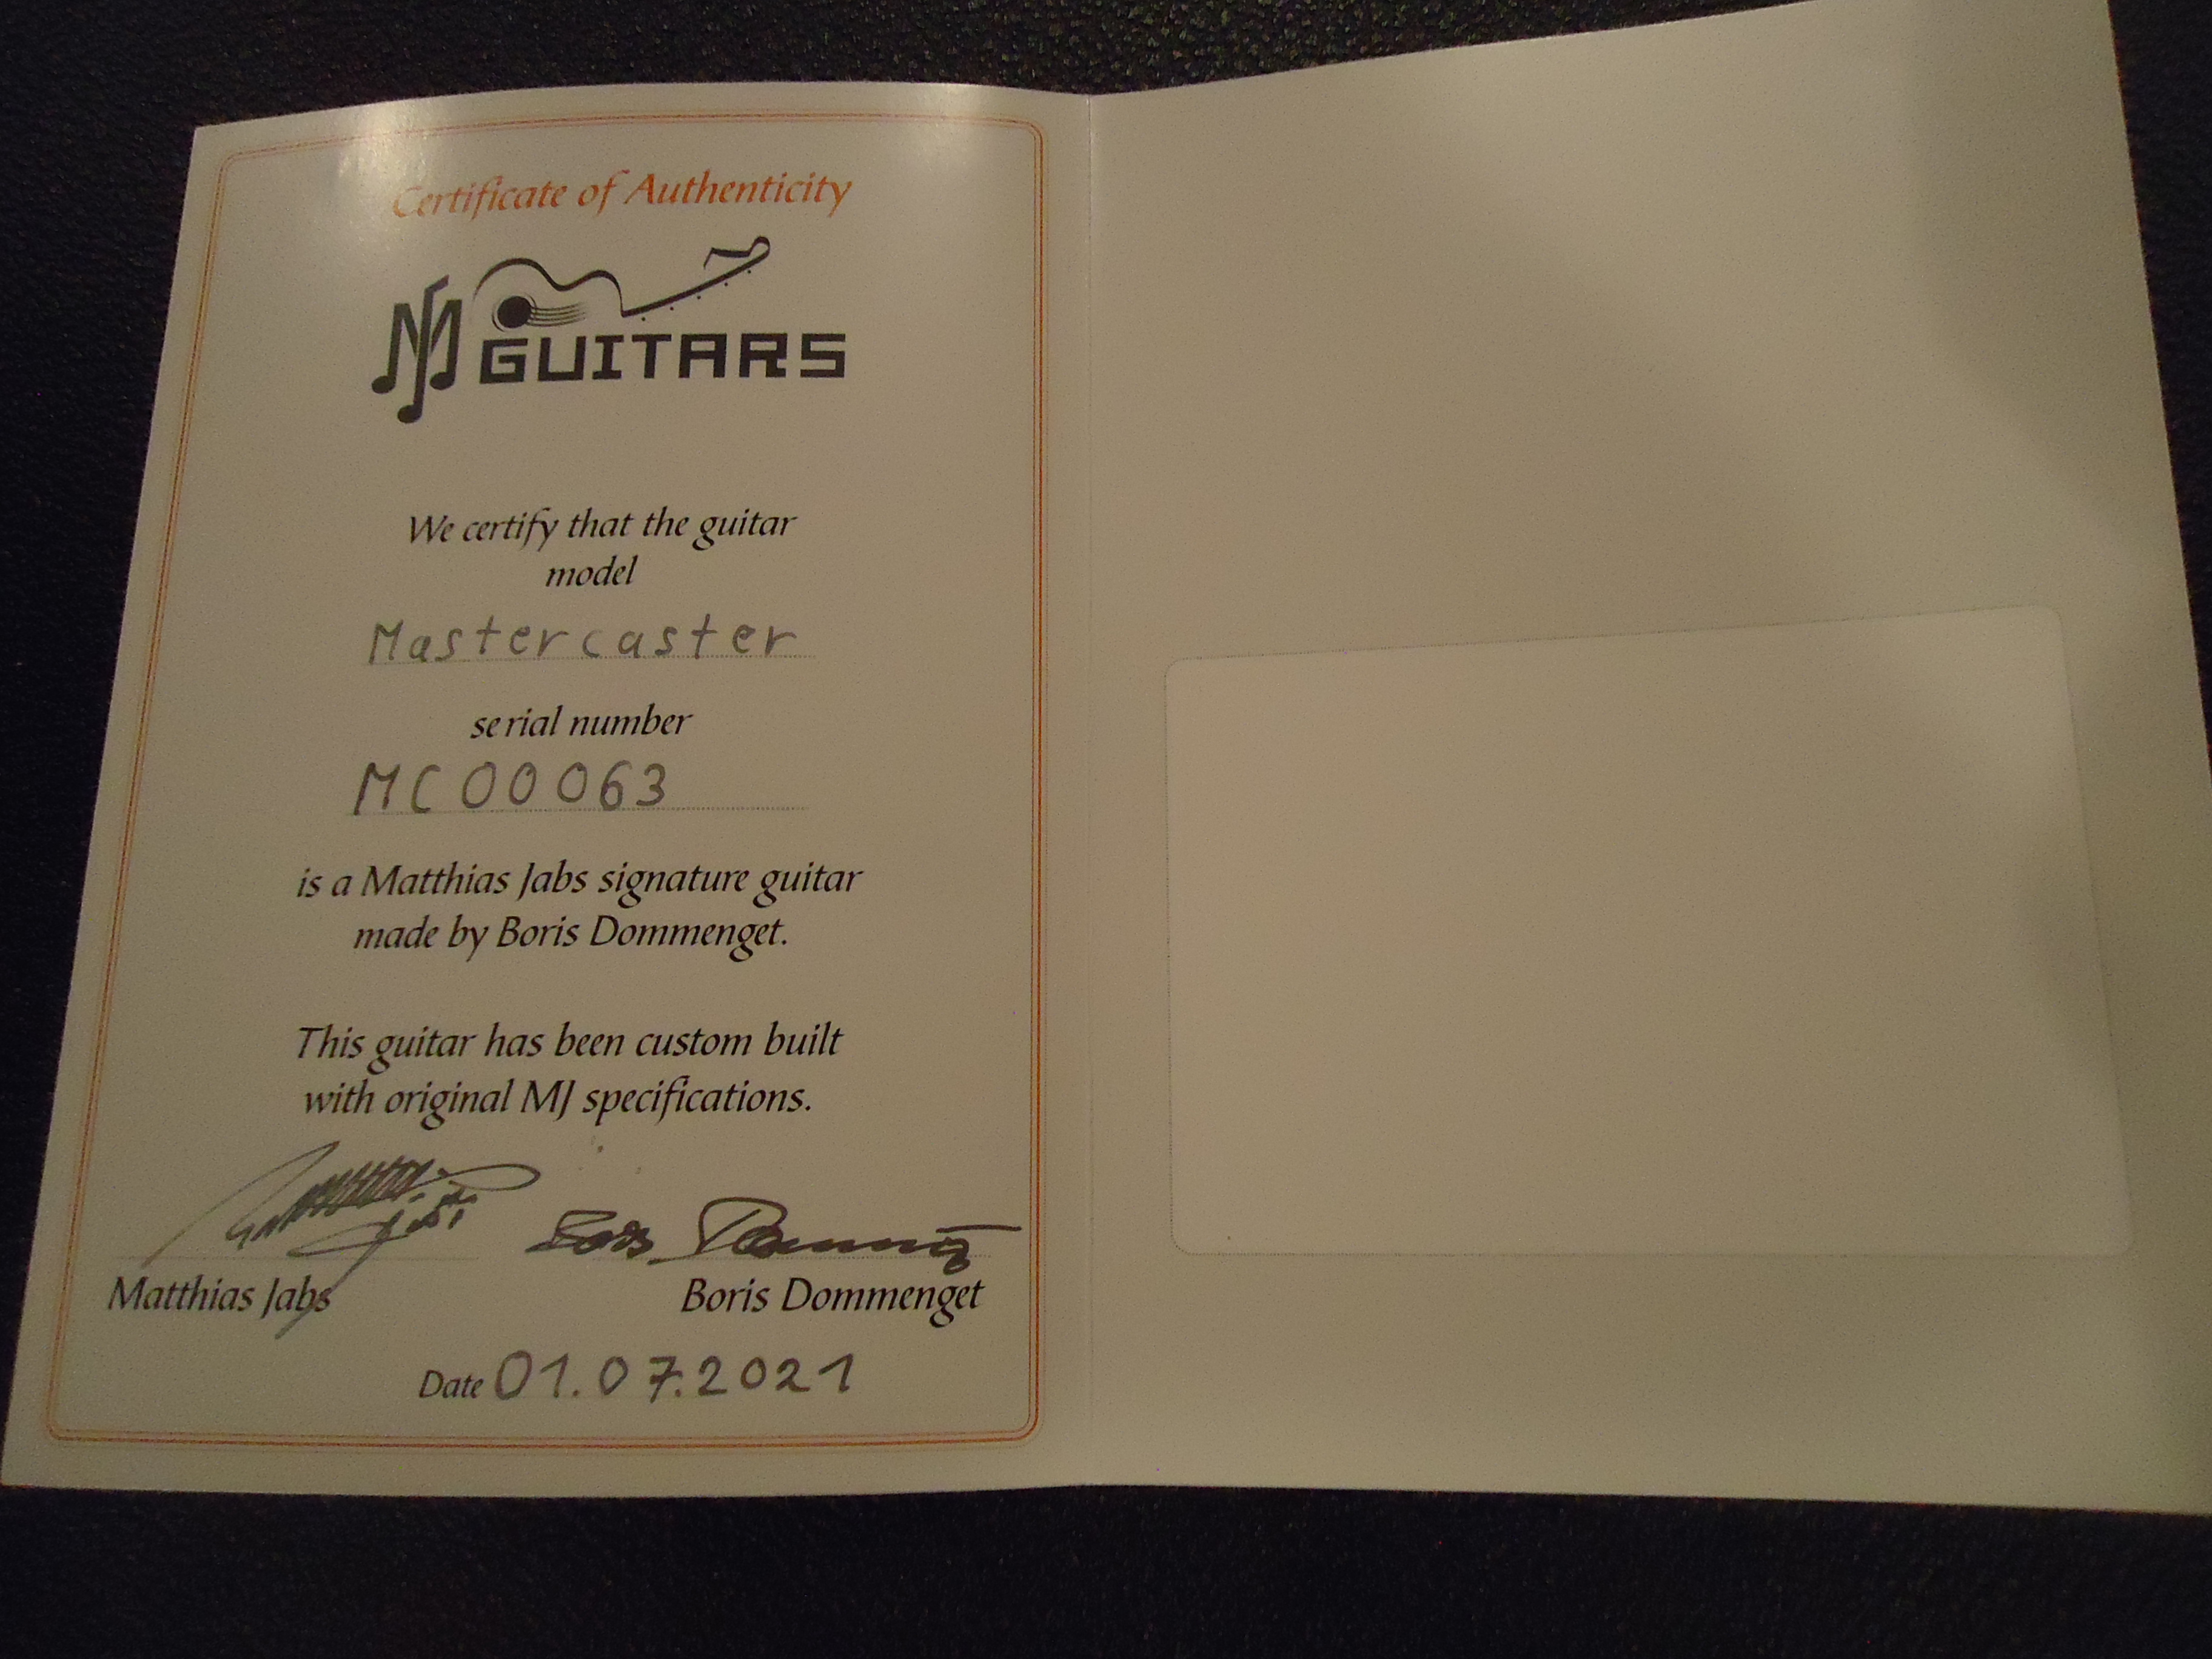 Certificate of Authenticity
MJ GUITARS
We certify that the guitar
model
Mastercaster
serial number
MC00063
is a Matthias Jabs signature guitar
made by Boris Dommenget.
This guitar has been custom built
with original MJ specifications.
Matthias Jabs Boris Dommenget
Date 01.07.2021